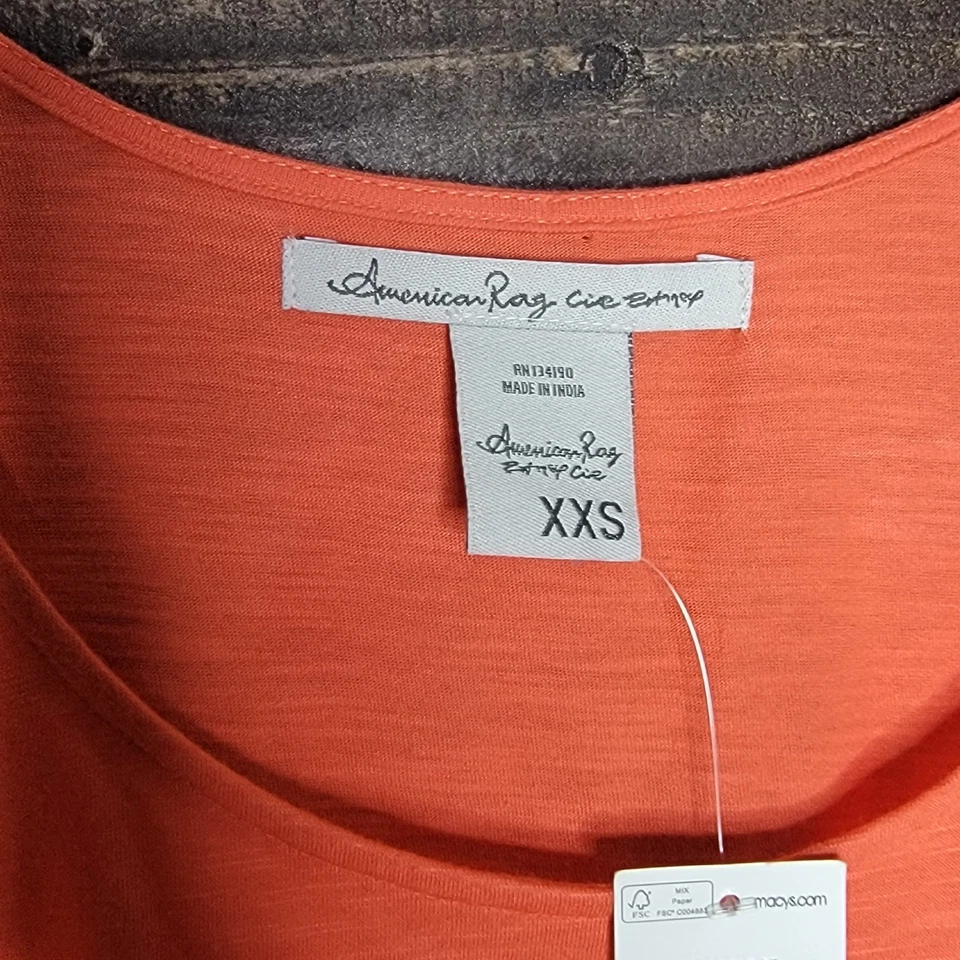 American Rag Cie
RN134190
MADE IN INDIA
American Rag
Cie
XXS
MIX
Paper
FSC
macys.com